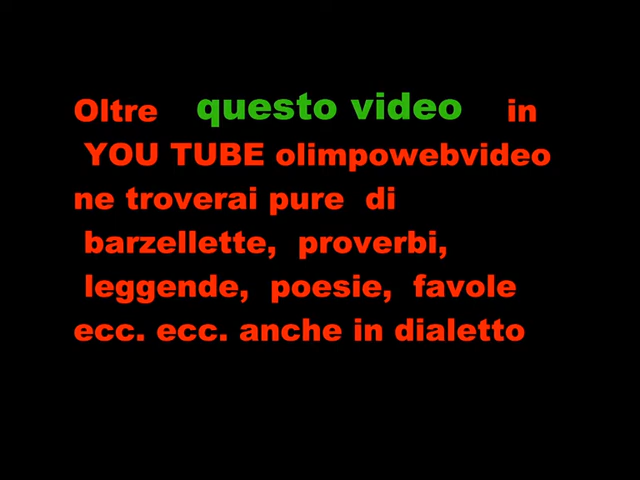 Oltre questo video in
YOU TUBE olimpowebvideo
ne troverai pure di
barzellette, proverbi,
leggende, poesie, favole
ecc. ecc. anche in dialetto